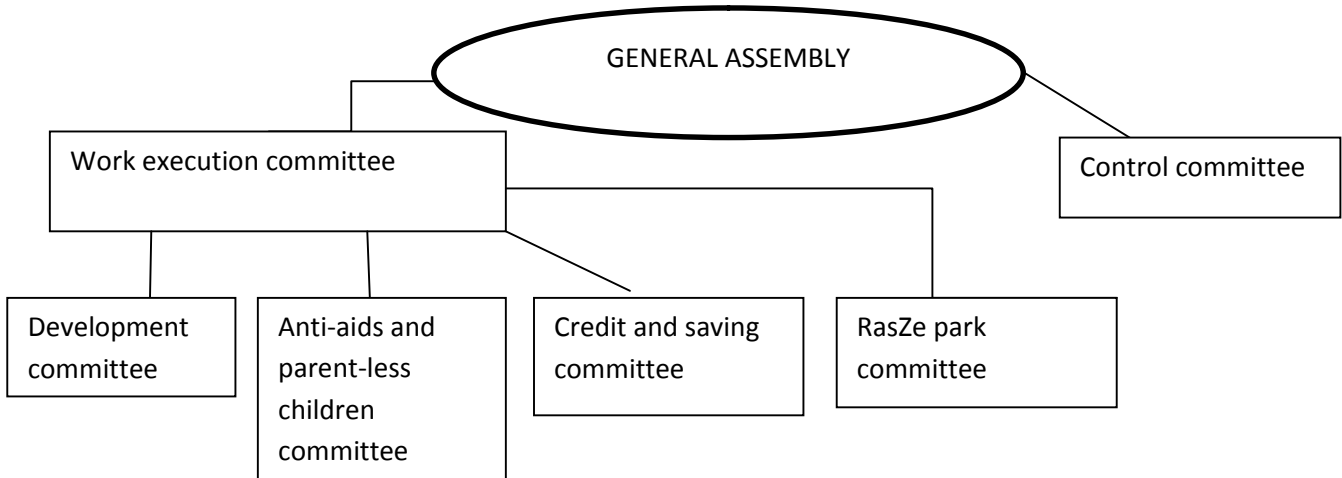 GENERAL ASSEMBLY
Work execution committee
Control committee
Development
committee
Anti-aids and
parent-less
children
committee
Credit and saving
committee
RasZe park
committee